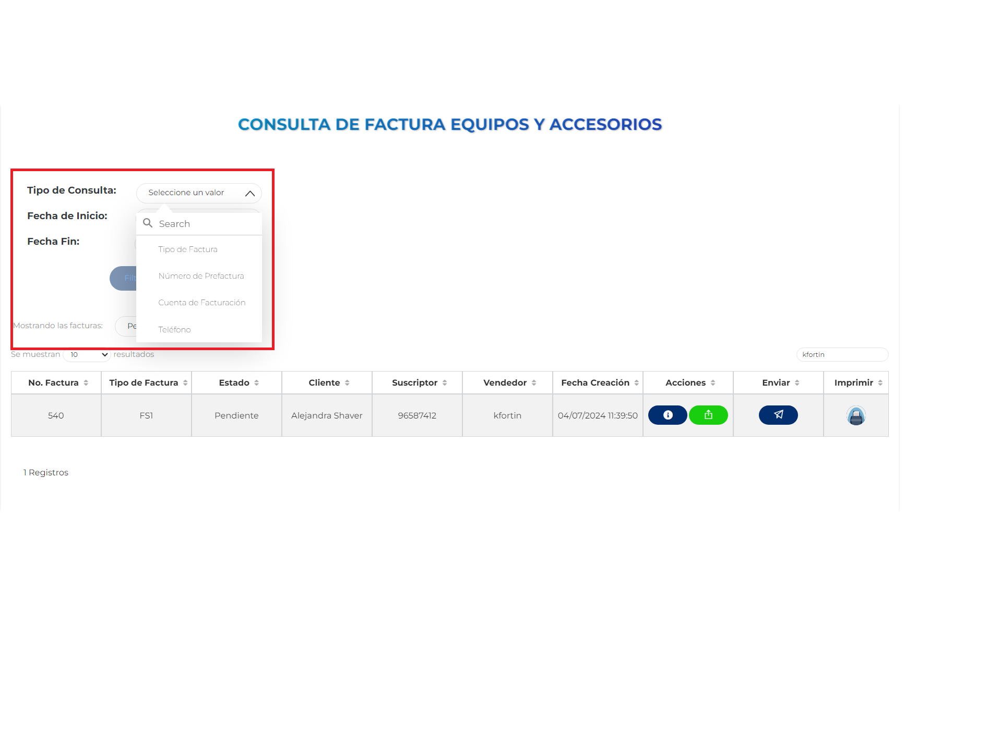 CONSULTA DE FACTURA EQUIPOS Y ACCESORIOS
Tipo de Consulta: Seleccione un valor
Fecha de Inicio:
Search
Fecha Fin:
Tipo de Factura
Número de Prefactura
Cuenta de Facturación
Mostrando las facturas:
Teléfono
Se muestran 10 resultados kfortin
No. Factura Tipo de Factura Estado Cliente Suscriptor Vendedor Fecha Creación Acciones Enviar Imprimir
540 FS1 Pendiente Alejandra Shaver 96587412 kfortin 04/07/2024 11:39:50
1 Registros